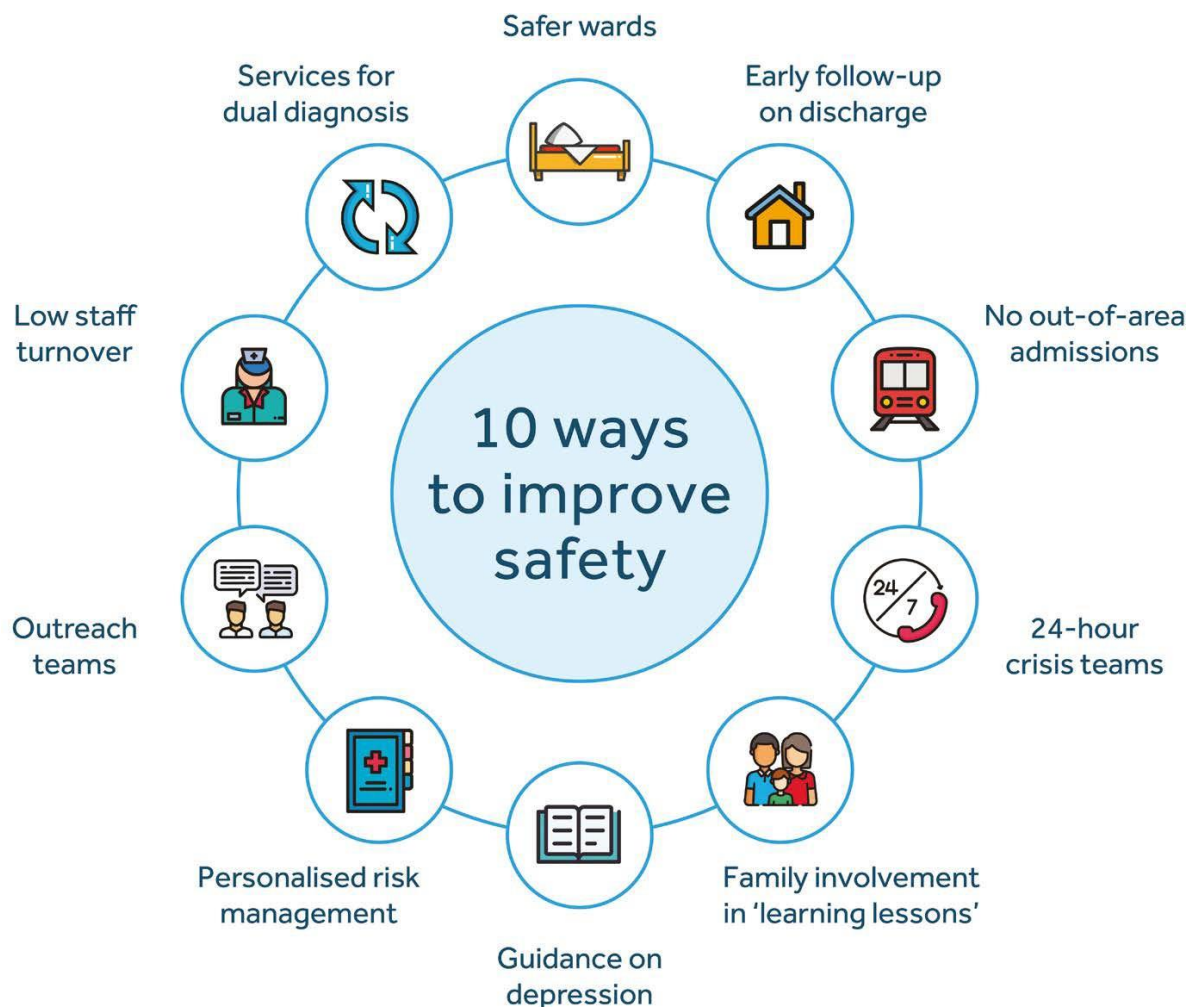 Safer wards
Early follow-up
on discharge
No out-of-area
admissions
24
7
24-hour
crisis teams
Family involvement
in ‘learning lessons’
Guidance on
depression
Personalised risk
management
Outreach
teams
Low staff
turnover
Services for
dual diagnosis
10 ways
to improve
safety